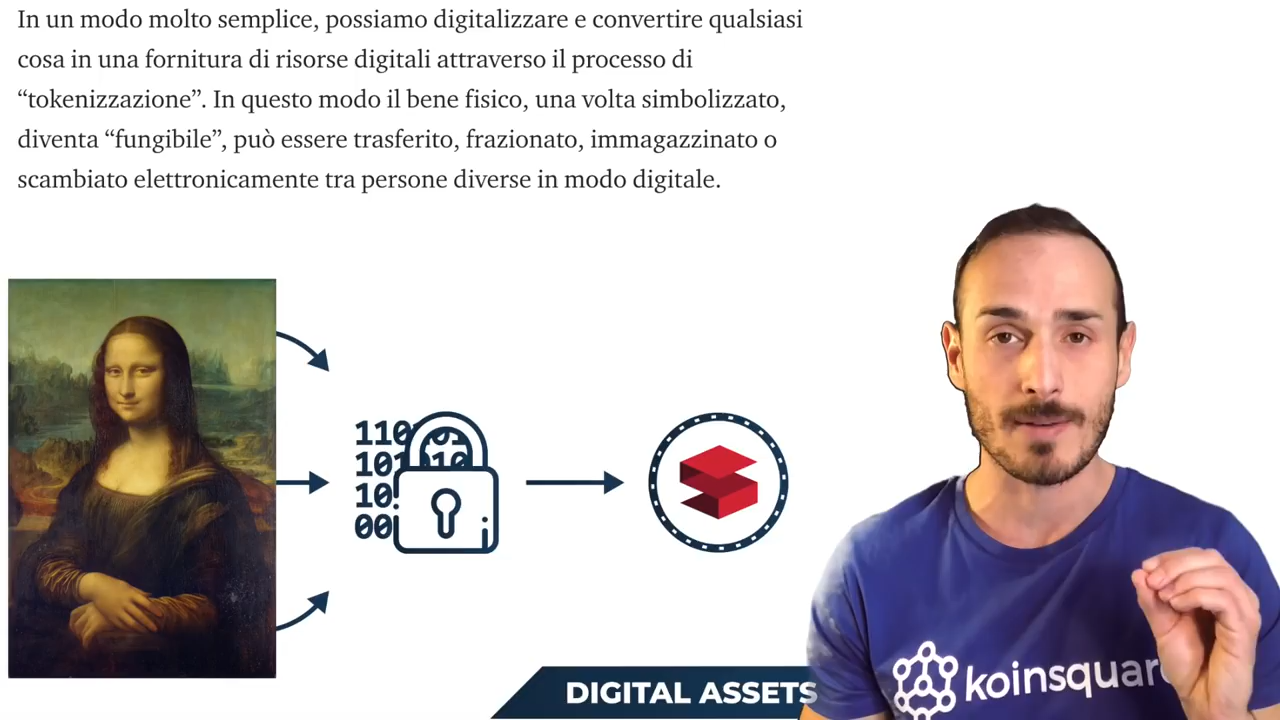 In un modo molto semplice, possiamo digitalizzare e convertire qualsiasi
cosa in una fornitura di risorse digitali attraverso il processo di
“tokenizzazione”. In questo modo il bene fisico, una volta simbolizzato,
diventa “fungibile”, può essere trasferito, frazionato, immagazzinato o
scambiato elettronicamente tra persone diverse in modo digitale.
DIGITAL ASSETS
koinsquar